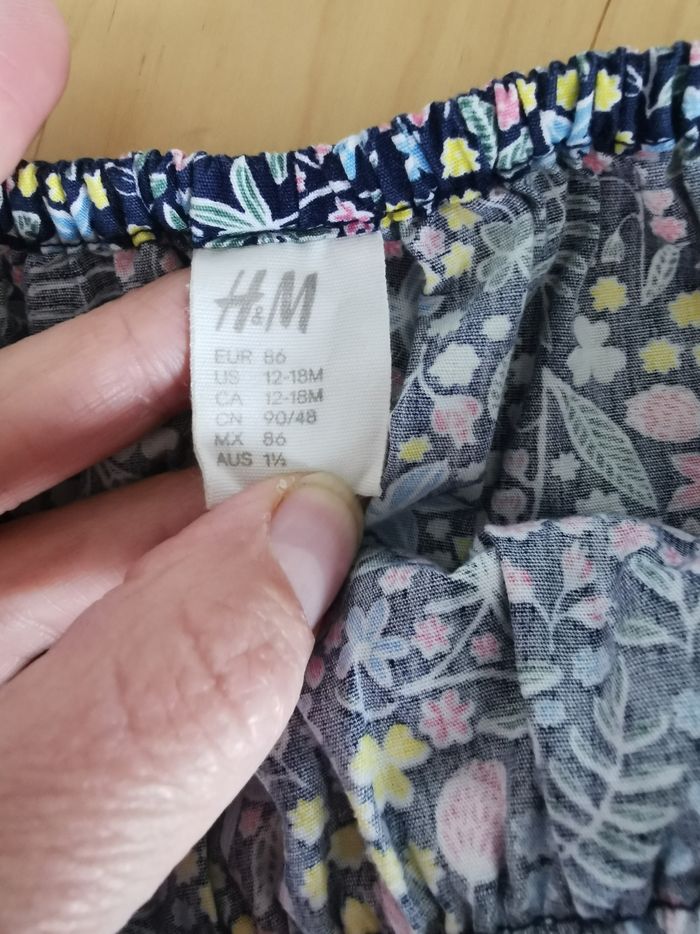 H&M
EUR 86
US 12-18M
CA 12-18M
CN 90/48
MX 86
AUS 1½